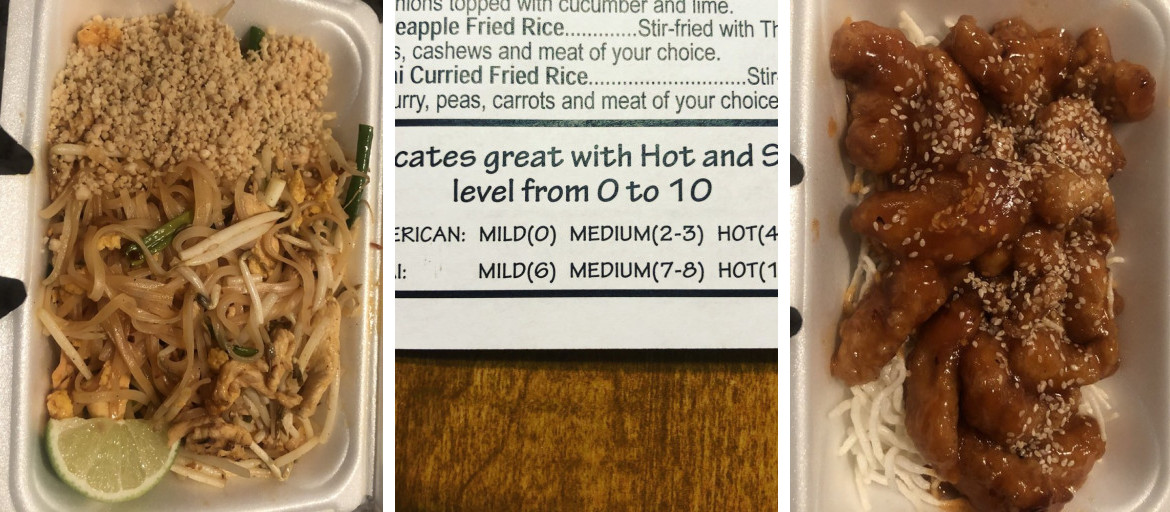 nions topped with cucumber and lime.
eapple Fried Rice.............Stir-fried with Th
s, cashews and meat of your choice.
ai Curried Fried Rice..............................Stir-
urry, peas, carrots and meat of your choice
cates great with Hot and S
level from 0 to 10
ERICAN: MILD(0) MEDIUM(2-3) HOT(4
I: MILD(6) MEDIUM(7-8) HOT(1